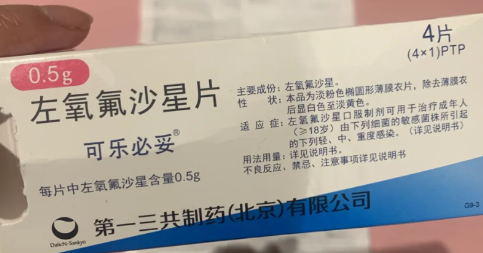 0.5g
左氧氟沙星片
可乐必妥®
每片中左氧氟沙星含量0.5g
4片
(4×1)PTP
主要成份：左氧氟沙星。
性 状：本品为淡粉色椭圆形薄膜衣片，除去薄膜衣
后显白色至淡黄色。
适 应 症：左氧氟沙星口服制剂可用于治疗成年人
（≥18岁）由下列细菌的敏感菌株所引起
的下列轻、中、重度感染。（详见说明书）
用法用量：详见说明书。
不良反应、禁忌、注意事项详见说明书
Daiichi-Sankyo
第一三共制药(北京)有限公司
G9-3